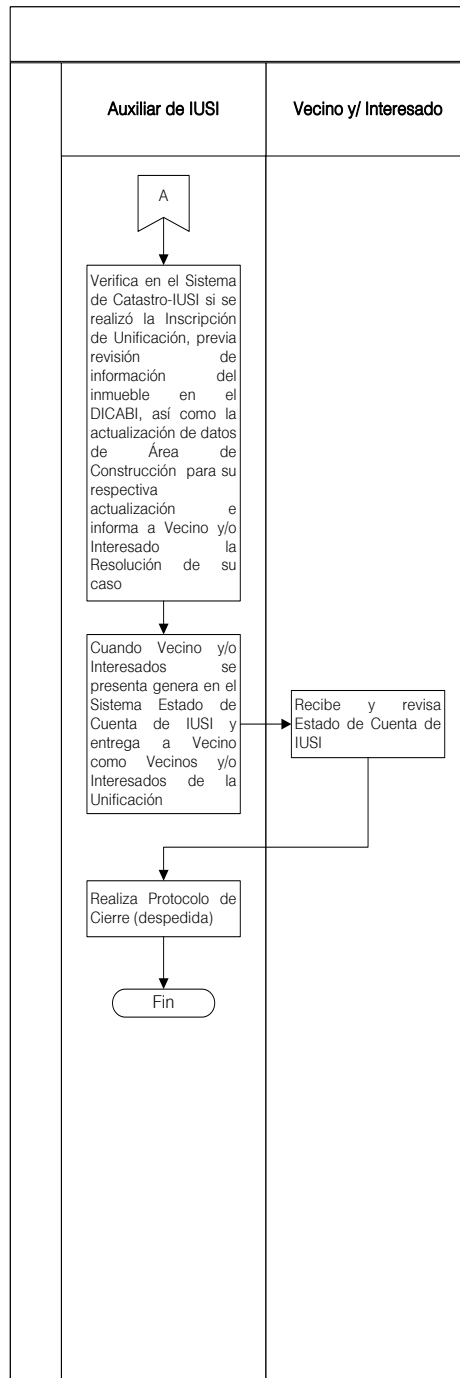 Auxiliar de IUSI
Vecino y/ Interesado
A
Verifica en el Sistema
de Catastro-IUSI si se
realizó la Inscripción
de Unificación, previa
revisión de
información del
inmueble en el
DICABI, así como la
actualización de datos
de Área de
Construcción para su
respectiva
actualización e
informa a Vecino y/o
Interesado la
Resolución de su
caso
Cuando Vecino y/o
Interesados se
presenta genera en el
Sistema Estado de
Cuenta de IUSI y
entrega a Vecino
como Vecinos y/o
Interesados de la
Unificación
Recibe y revisa
Estado de Cuenta de
IUSI
Realiza Protocolo de
Cierre (despedida)
Fin